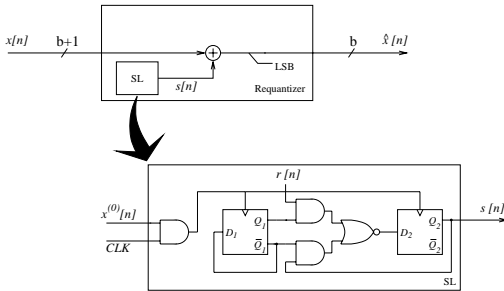 x[n] b+1 b x̂[n]
LSB
SL s[n]
Requantizer
r[n]
x(0)[n] s[n]
Q1 Q2
CLK D1 D2
Q̅1 Q̅2
SL